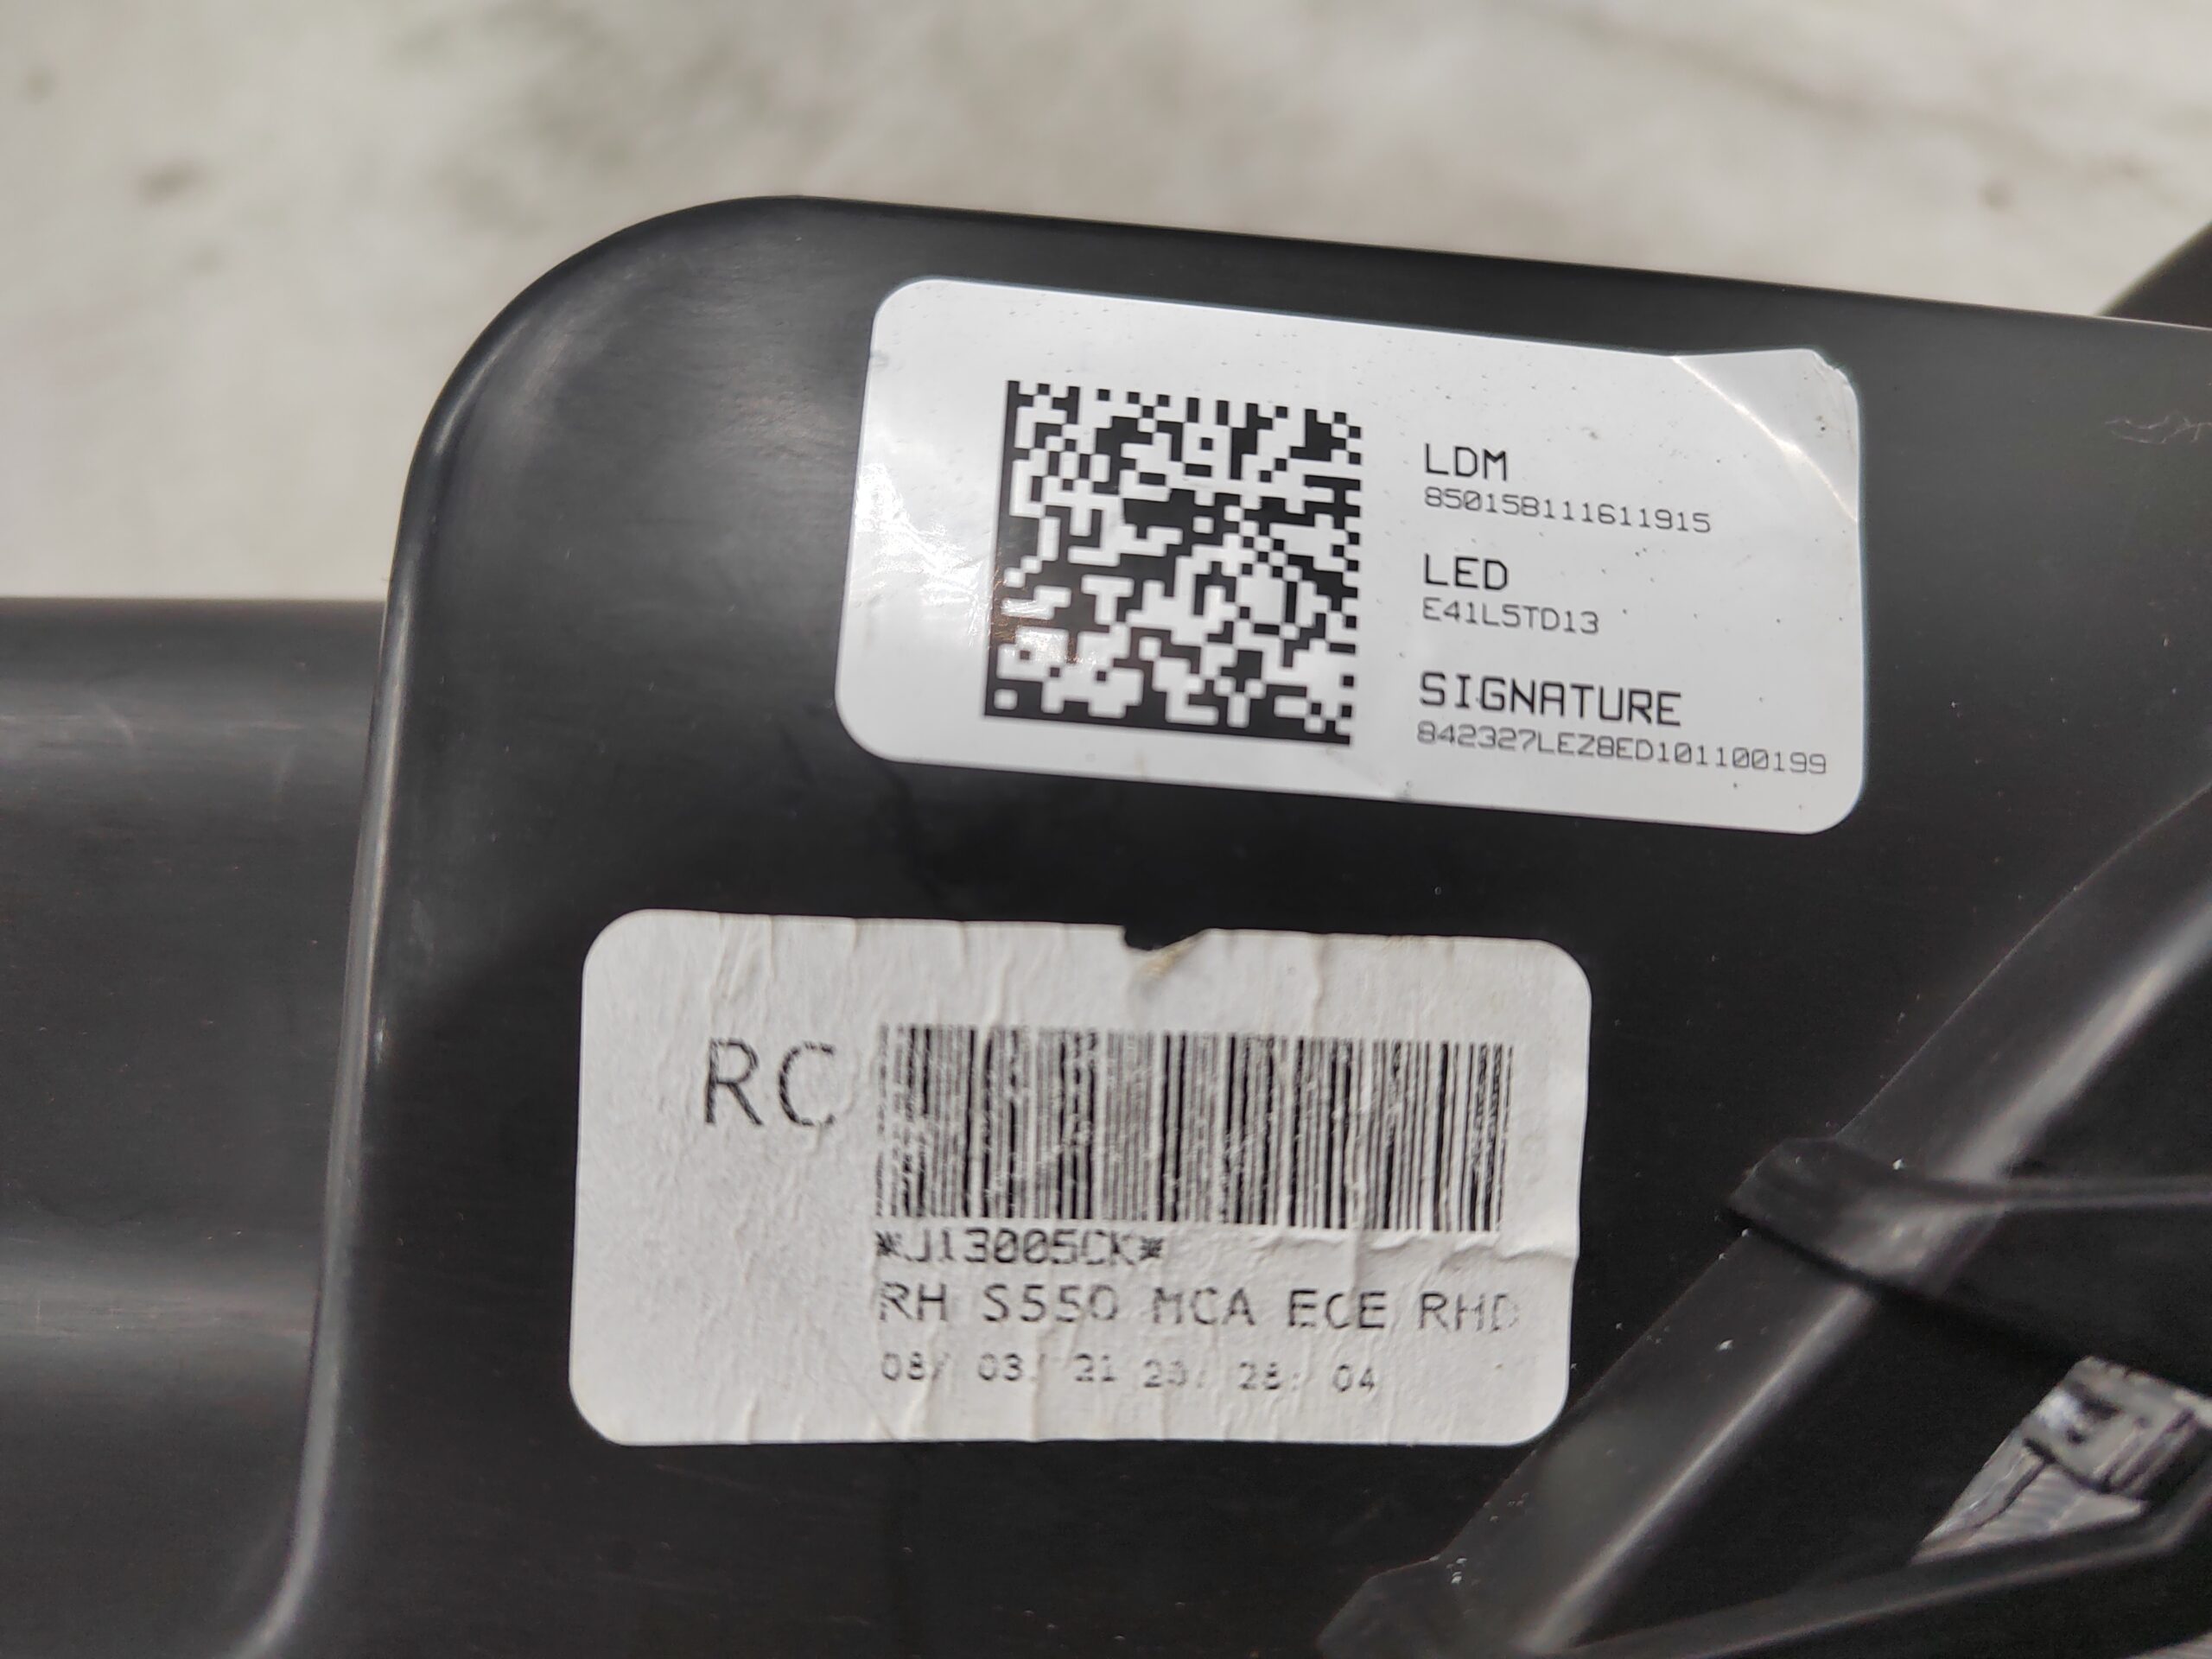 LDM
850158111611915
LED
E41L5TD13
SIGNATURE
842327LEZ8ED101100199
RC
*J13005CK*
RH S550 MCA ECE RHD
08/ 03/ 21 20: 28: 04